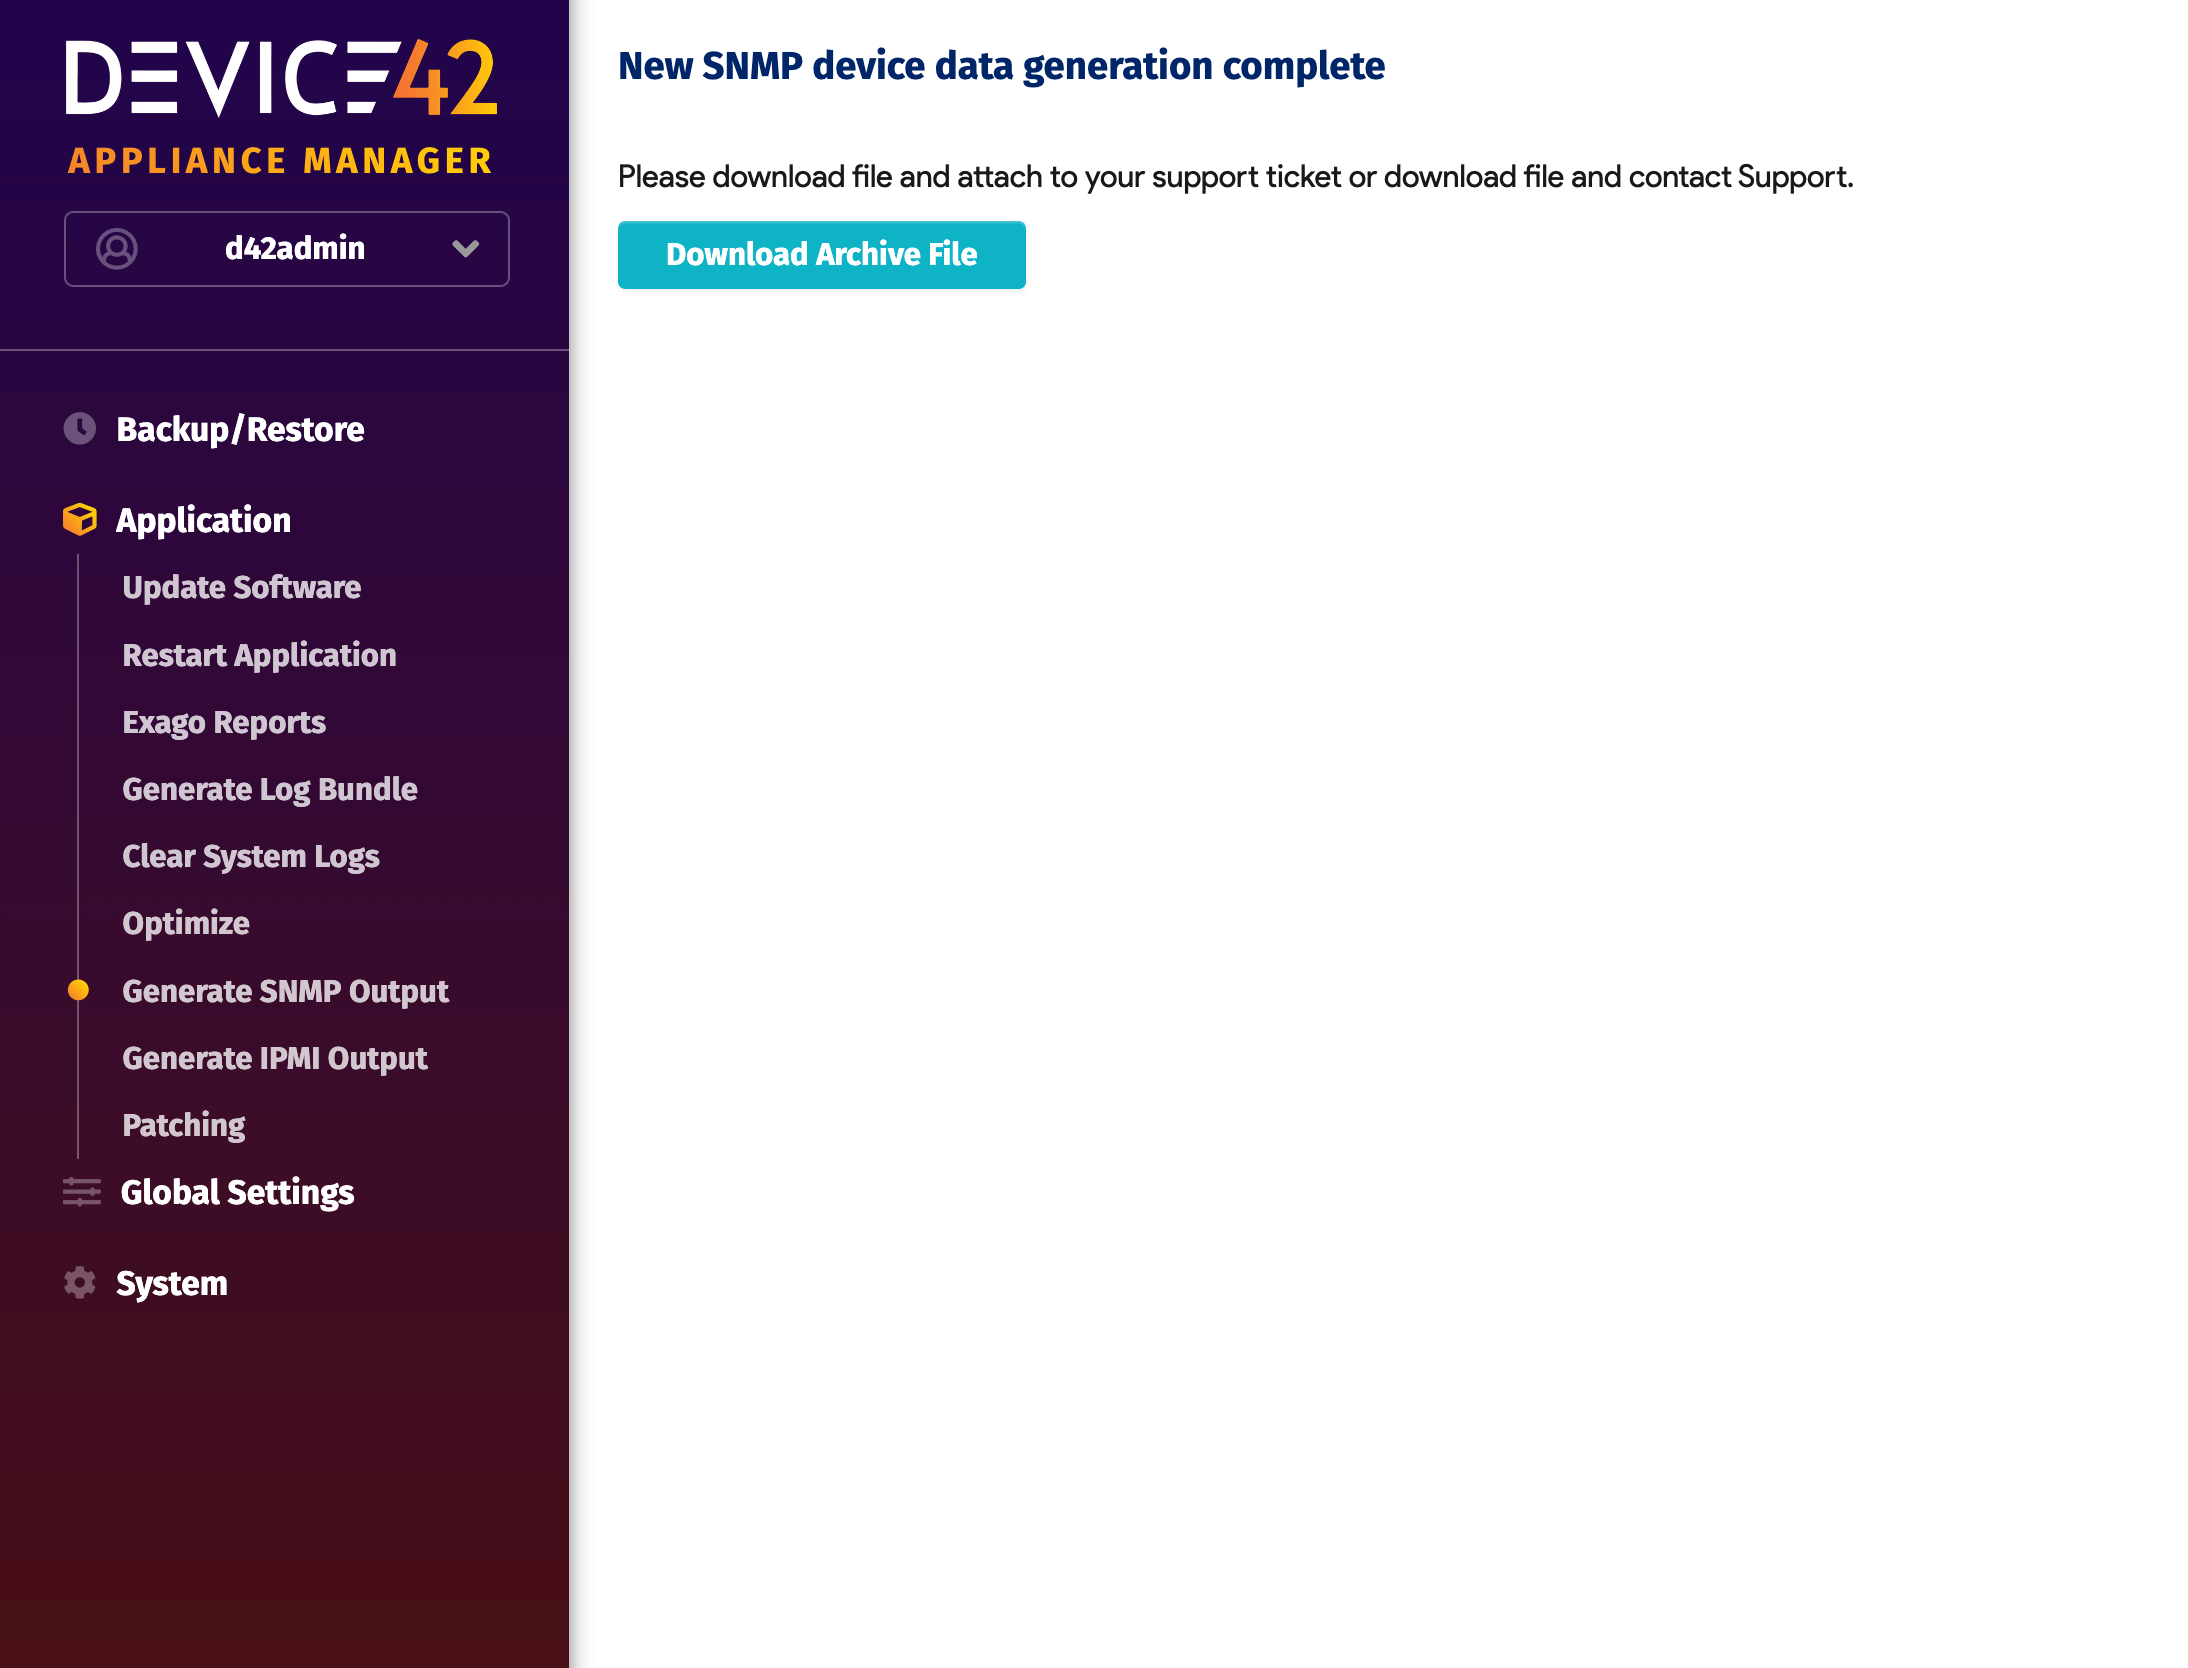 DEVICE42
APPLIANCE MANAGER
d42admin
Backup/Restore
Application
Update Software
Restart Application
Exago Reports
Generate Log Bundle
Clear System Logs
Optimize
Generate SNMP Output
Generate IPMI Output
Patching
Global Settings
System
New SNMP device data generation complete
Please download file and attach to your support ticket or download file and contact Support.
Download Archive File